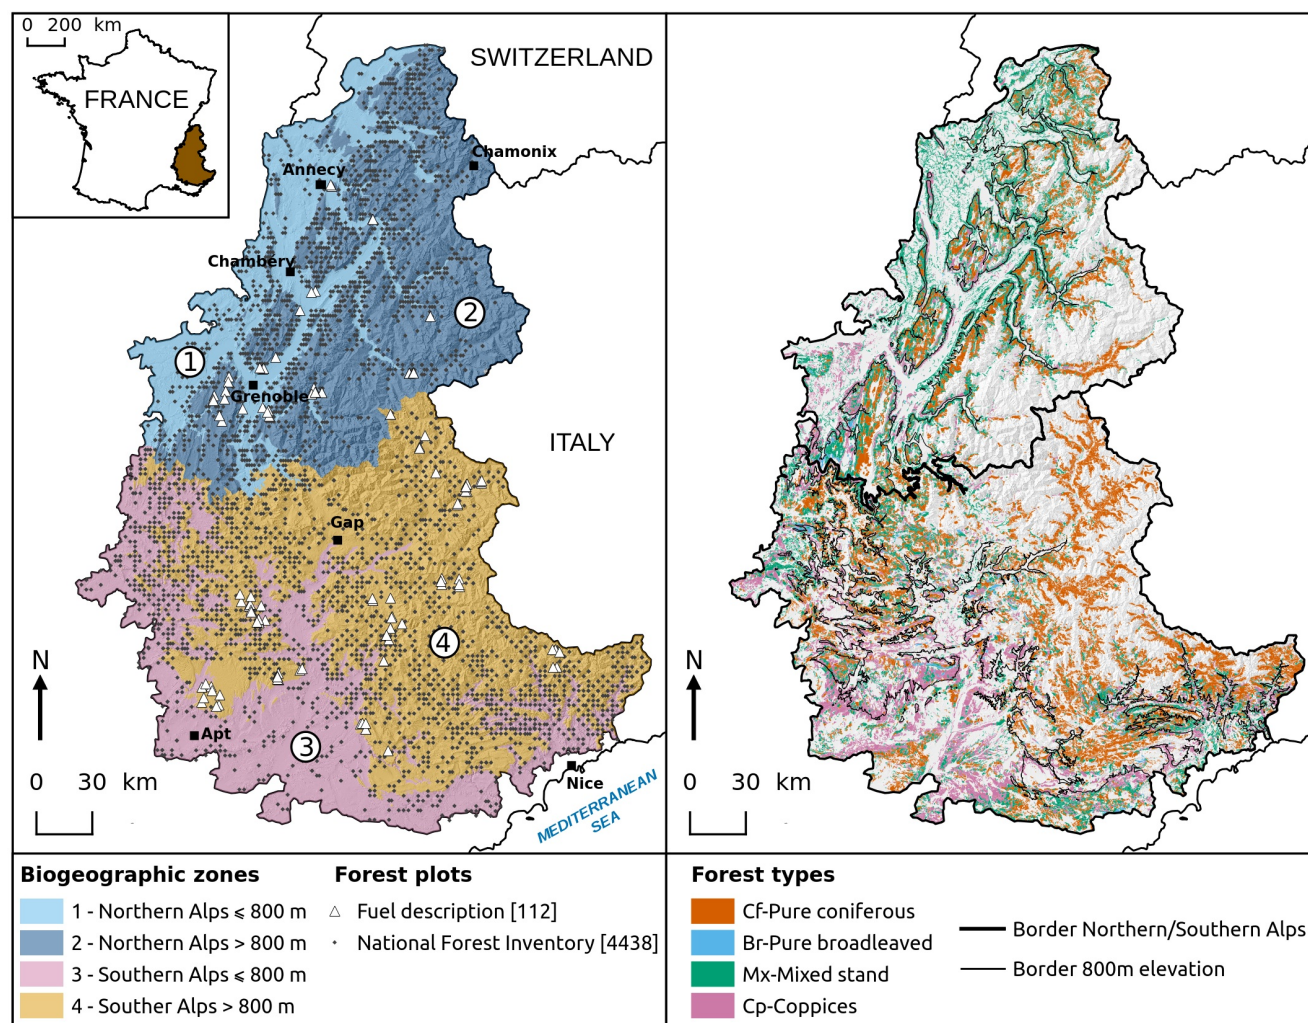 0 200 km
FRANCE
SWITZERLAND
Chamonix
Annecy
Chambéry
2
1
Grenoble
ITALY
Gap
4
N
Apt
3
0 30 km
Nice
MEDITERRANEAN
SEA
N
0 30 km
Biogeographic zones
1 - Northern Alps ⩽ 800 m
2 - Northern Alps > 800 m
3 - Southern Alps ⩽ 800 m
4 - Souther Alps > 800 m
Forest plots
Fuel description [112]
National Forest Inventory [4438]
Forest types
Cf-Pure coniferous
Br-Pure broadleaved
Mx-Mixed stand
Cp-Coppices
Border Northern/Southern Alps
Border 800m elevation